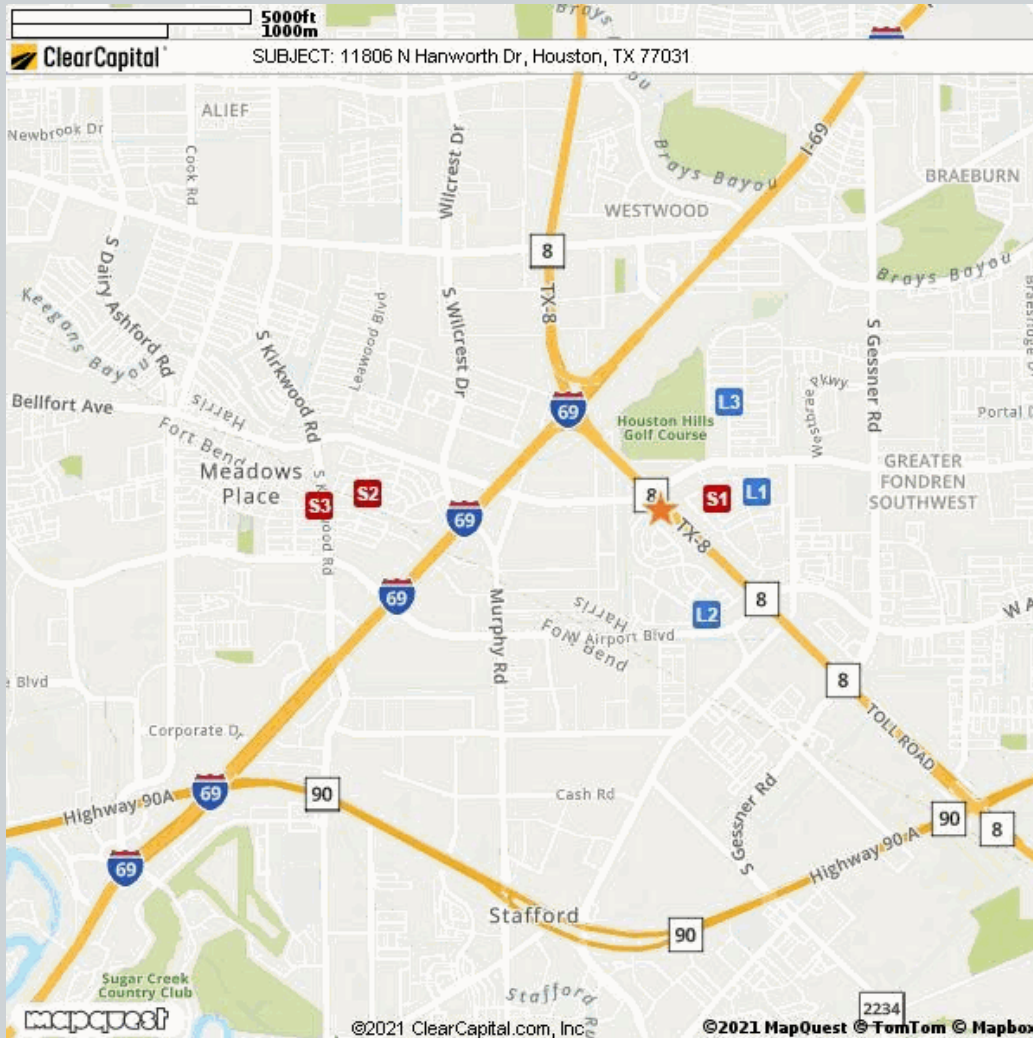 5000ft
1000m
ClearCapital
SUBJECT: 11806 N Hanworth Dr, Houston, TX 77031
Brays
ALIEF
Newbrook Dr
Cook Rd
Wilcrest Dr
I-69
Brays Bayou
BRAEBURN
WESTWOOD
8
S Dairy Ashford Rd
Keegans Bayou
TX-8
Brays Bayou
S Kirkwood Rd
Leawood Blvd
S Wilcrest Dr
S Gessner Rd
Pkwy
Westbrae
Bellfort Ave
Harris
Fort Bend
69
Houston Hills
Golf Course
L3
Portal
Meadows
Place
GREATER
FONDREN
SOUTHWEST
S3
S2
8
S1
L1
69
TX-8
69
8
Murphy Rd
Harris
Fort Bend
L2
W Airport Blvd
W A
e Blvd
8
Corporate Dr
TOLL ROAD
69
90
Highway 90A
Cash Rd
S Gessner Rd
90
8
Highway 90A
69
Stafford
90
Sugar Creek
Country Club
Stafford
Rd
2234
mapquest
©2021 ClearCapital.com, Inc
©2021 MapQuest © TomTom © Mapbox